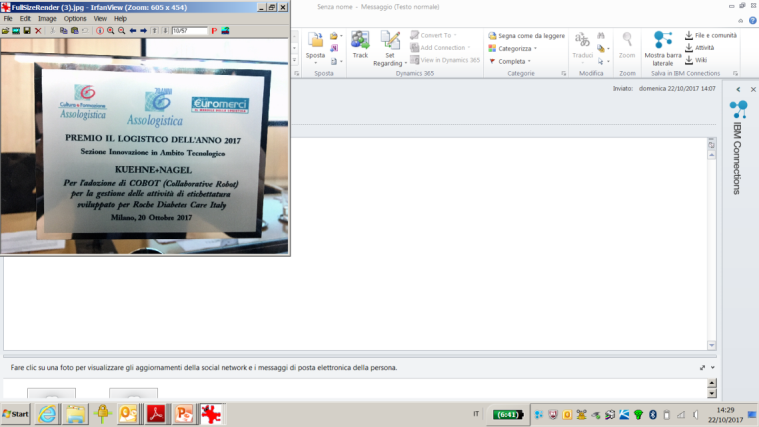 FullSizeRender (3).jpg - IrfanView (Zoom: 605 x 454)
File Edit Image Options View Help
10/57
Cultura e Formazione
Assologistica
Assologistica
Euromerci
PREMIO IL LOGISTICO DELL'ANNO 2017
Sezione Innovazione in Ambito Tecnologico
KUEHNE+NAGEL
Per l'adozione di COBOT (Collaborative Robot)
per la gestione delle attività di etichettatura
sviluppato per Roche Diabetes Care Italy
Milano, 20 Ottobre 2017
Senza nome - Messaggio (Testo normale)
Sposta
Sposta
Track
Set
Regarding
Convert To
Add Connection
View in Dynamics 365
Dynamics 365
Segna come da leggere
Categorizza
Completa
Categorie
Traduci
Modifica
Zoom
Zoom
Mostra barra
laterale
File e comunità
Attività
Wiki
Salva in IBM Connections
Inviato: domenica 22/10/2017 14:07
IBM Connections
Fare clic su una foto per visualizzare gli aggiornamenti della social network e i messaggi di posta elettronica della persona.
Start
IT
(6:41)
14:29
22/10/2017